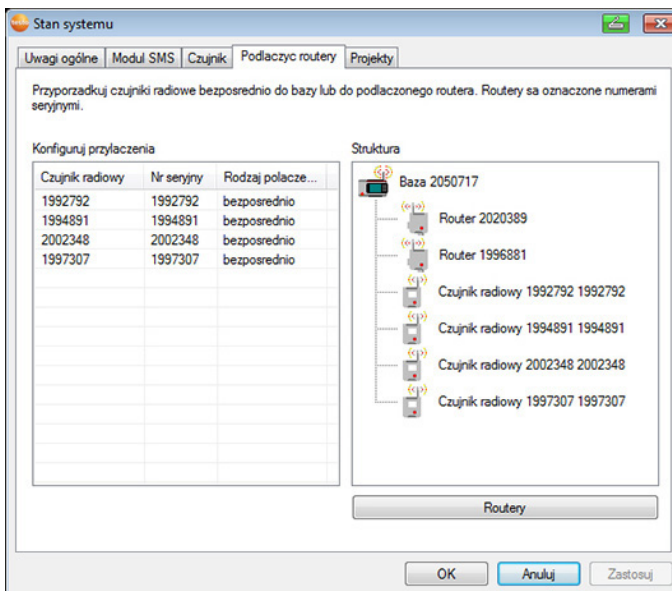 testo
Stan systemu
Uwagi ogólne Modul SMS Czujnik Podlaczyc routery Projekty
Przyporzadkuj czujniki radiowe bezposrednio do bazy lub do podlaczonego routera. Routery sa oznaczone numerami
seryjnymi.
Konfiguruj przylaczenia
Czujnik radiowy Nr seryjny Rodzaj polacze...
1992792 1992792 bezposrednio
1994891 1994891 bezposrednio
2002348 2002348 bezposrednio
1997307 1997307 bezposrednio
Struktura
Baza 2050717
Router 2020389
Router 1996881
Czujnik radiowy 1992792 1992792
Czujnik radiowy 1994891 1994891
Czujnik radiowy 2002348 2002348
Czujnik radiowy 1997307 1997307
Routery
OK Anuluj Zastosuj